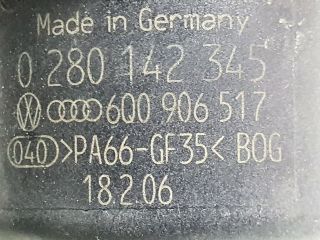 Made in Germany
0 280 142 345
6Q0 906 517
040 >PA66-GF35< BOG
18.2.06